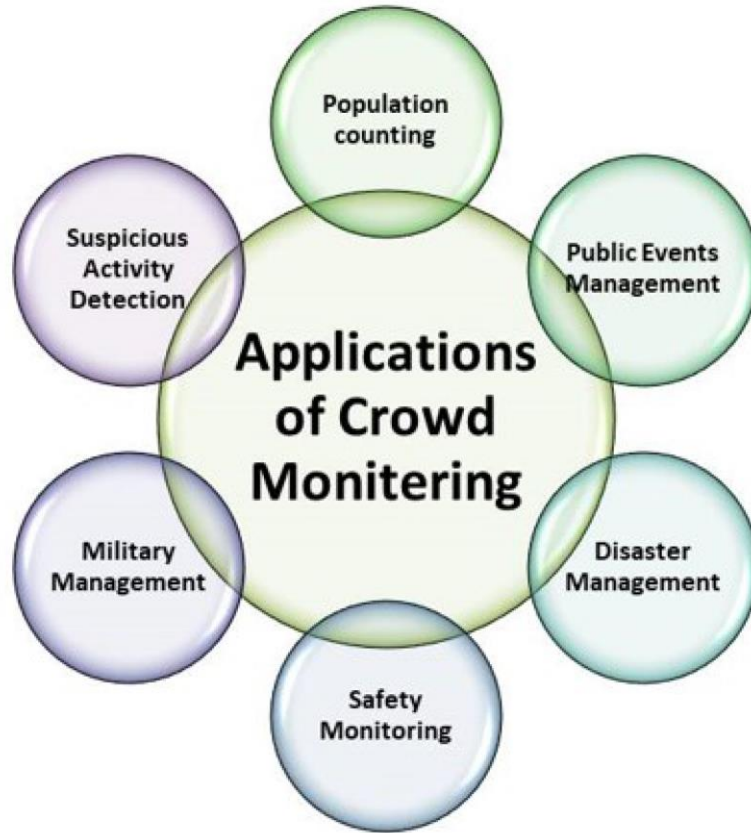 Population
counting
Suspicious
Activity
Detection
Public Events
Management
Applications
of Crowd
Monitering
Military
Management
Disaster
Management
Safety
Monitoring